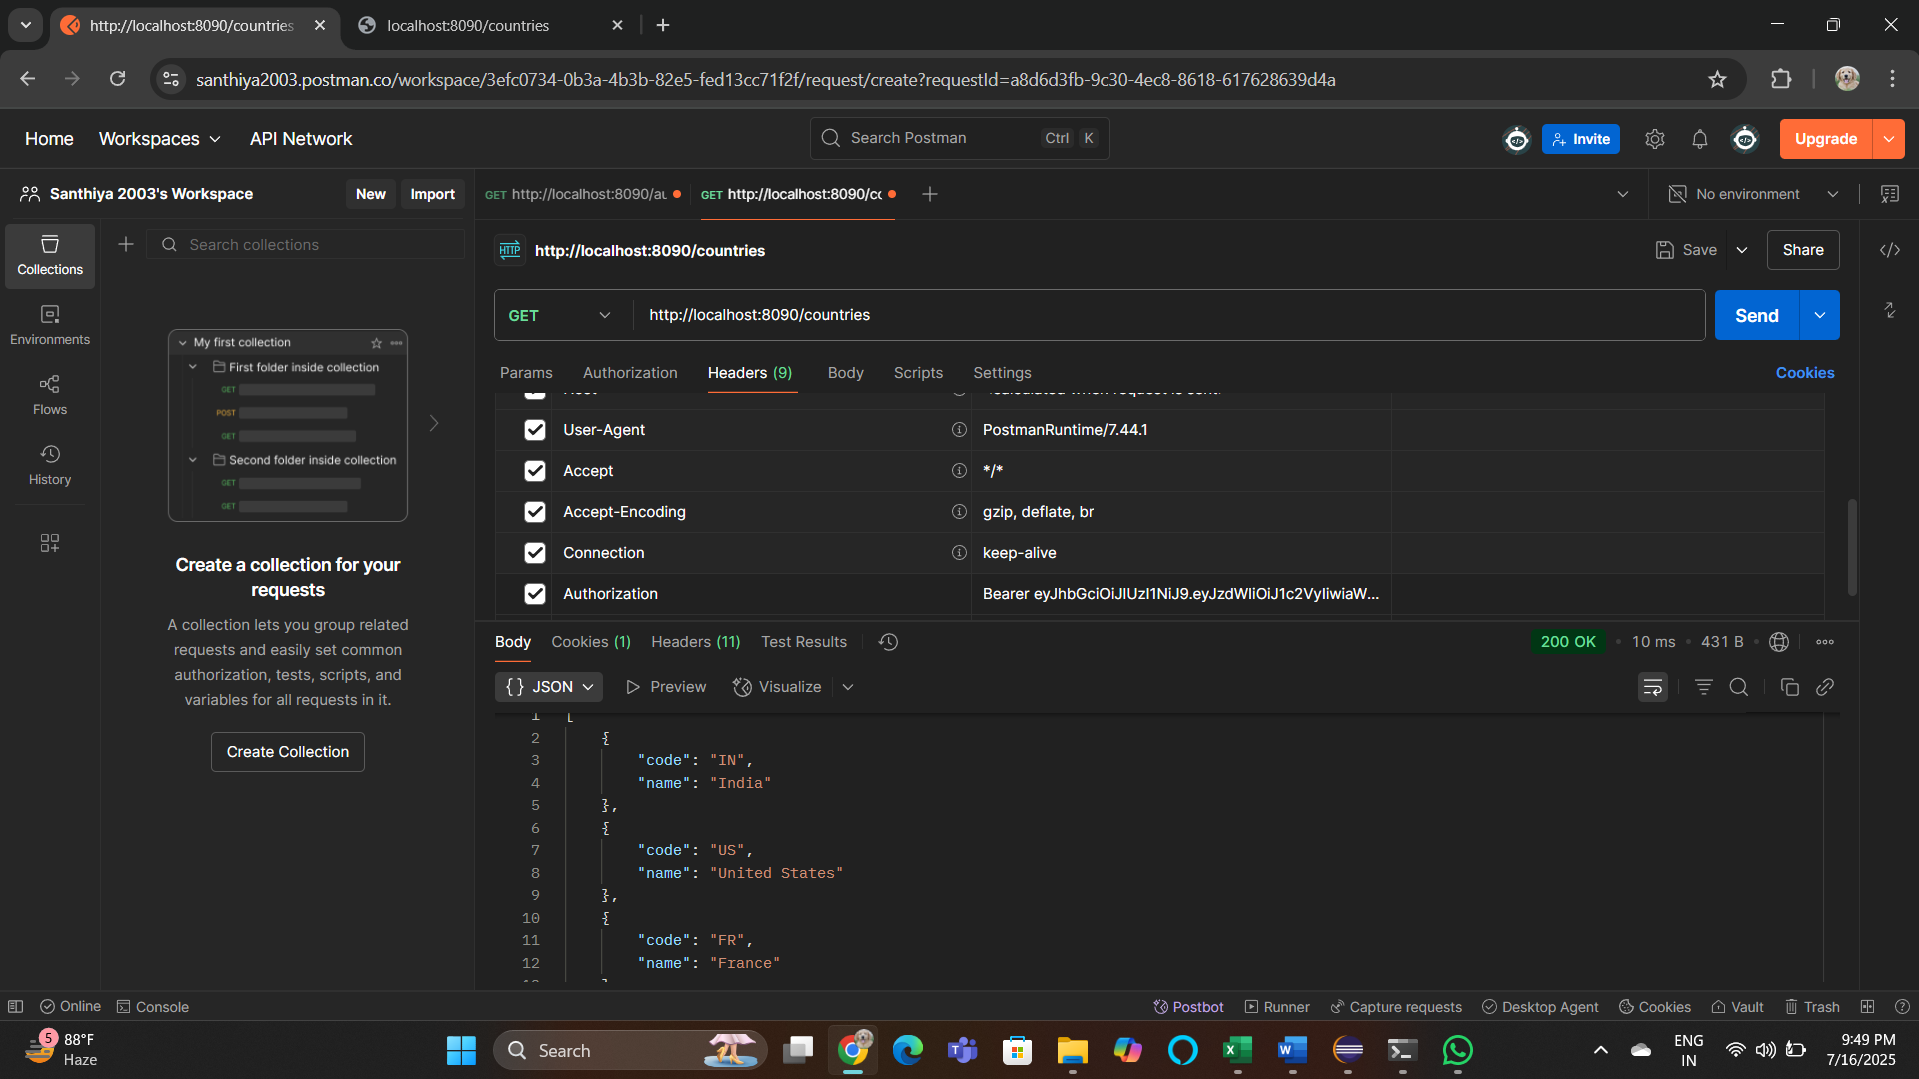 http://localhost:8090/countries
localhost:8090/countries
santhiya2003.postman.co/workspace/3efc0734-0b3a-4b3b-82e5-fed13cc71f2f/request/create?requestId=a8d6d3fb-9c30-4ec8-8618-617628639d4a
Home Workspaces API Network
Search Postman Ctrl K
Invite Upgrade
Santhiya 2003's Workspace New Import
GET http://localhost:8090/au GET http://localhost:8090/co
No environment
Collections
Search collections
HTTP http://localhost:8090/countries
Save Share
Environments
GET http://localhost:8090/countries Send
Flows
History
My first collection
First folder inside collection
GET
POST
GET
Second folder inside collection
GET
GET
Create a collection for your
requests
A collection lets you group related
requests and easily set common
authorization, tests, scripts, and
variables for all requests in it.
Create Collection
Params Authorization Headers (9) Body Scripts Settings Cookies
User-Agent PostmanRuntime/7.44.1
Accept */*
Accept-Encoding gzip, deflate, br
Connection keep-alive
Authorization Bearer eyJhbGciOiJIUzI1NiJ9.eyJzdWIiOiJ1c2VyIiwiaW...
Body Cookies (1) Headers (11) Test Results 200 OK 10 ms 431 B
{} JSON Preview Visualize
1 [
2 {
3 "code": "IN",
4 "name": "India"
5 },
6 {
7 "code": "US",
8 "name": "United States"
9 },
10 {
11 "code": "FR",
12 "name": "France"
Online Console Postbot Runner Capture requests Desktop Agent Cookies Vault Trash
5 88°F
Haze
Search
ENG
IN
9:49 PM
7/16/2025